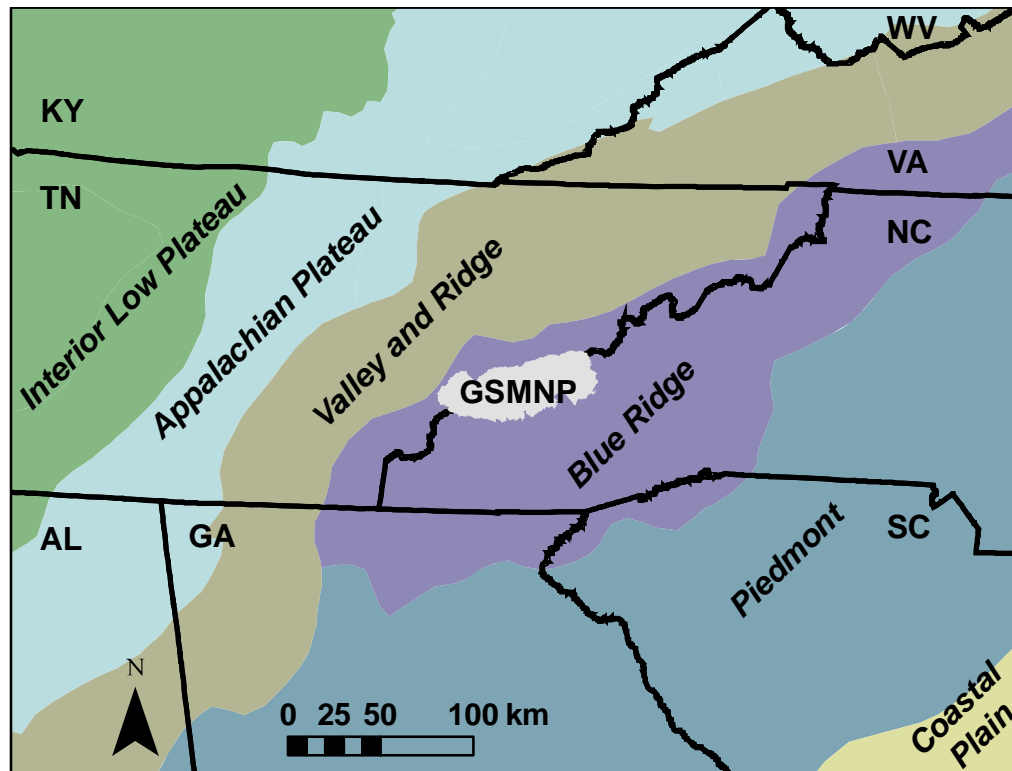 WV
KY
VA
TN
NC
Interior Low Plateau
Appalachian Plateau
Valley and Ridge
GSMNP
Blue Ridge
AL
GA
SC
Piedmont
N
0 25 50 100 km
Coastal
Plain